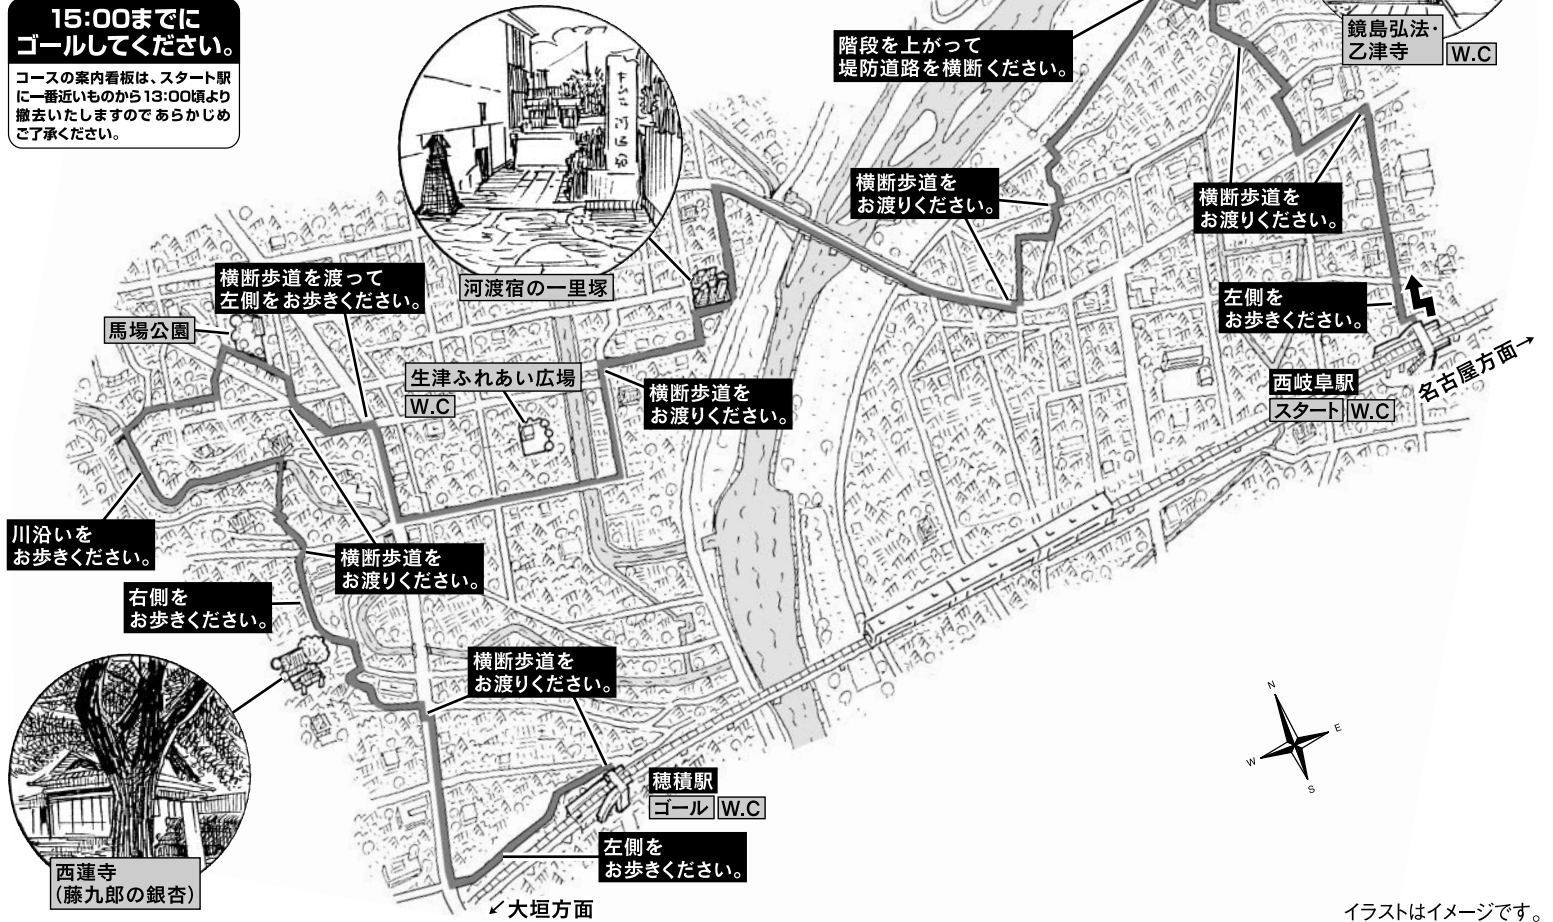 15:00までに
ゴールしてください。
コースの案内看板は、スタート駅
に一番近いものから13:00頃より
撤去いたしますのであらかじめ
ご了承ください。
階段を上がって
堤防道路を横断ください。
鏡島弘法・
乙津寺
W.C
横断歩道を
お渡りください。
横断歩道を
お渡りください。
河渡宿の一里塚
横断歩道を渡って
左側をお歩きください。
馬場公園
左側を
お歩きください。
名古屋方面→
西岐阜駅
スタート
W.C
生津ふれあい広場
W.C
横断歩道を
お渡りください。
川沿いを
お歩きください。
横断歩道を
お渡りください。
右側を
お歩きください。
横断歩道を
お渡りください。
西蓮寺
(藤九郎の銀杏)
穂積駅
ゴール
W.C
左側を
お歩きください。
↙大垣方面
N
E
W
S
イラストはイメージです。